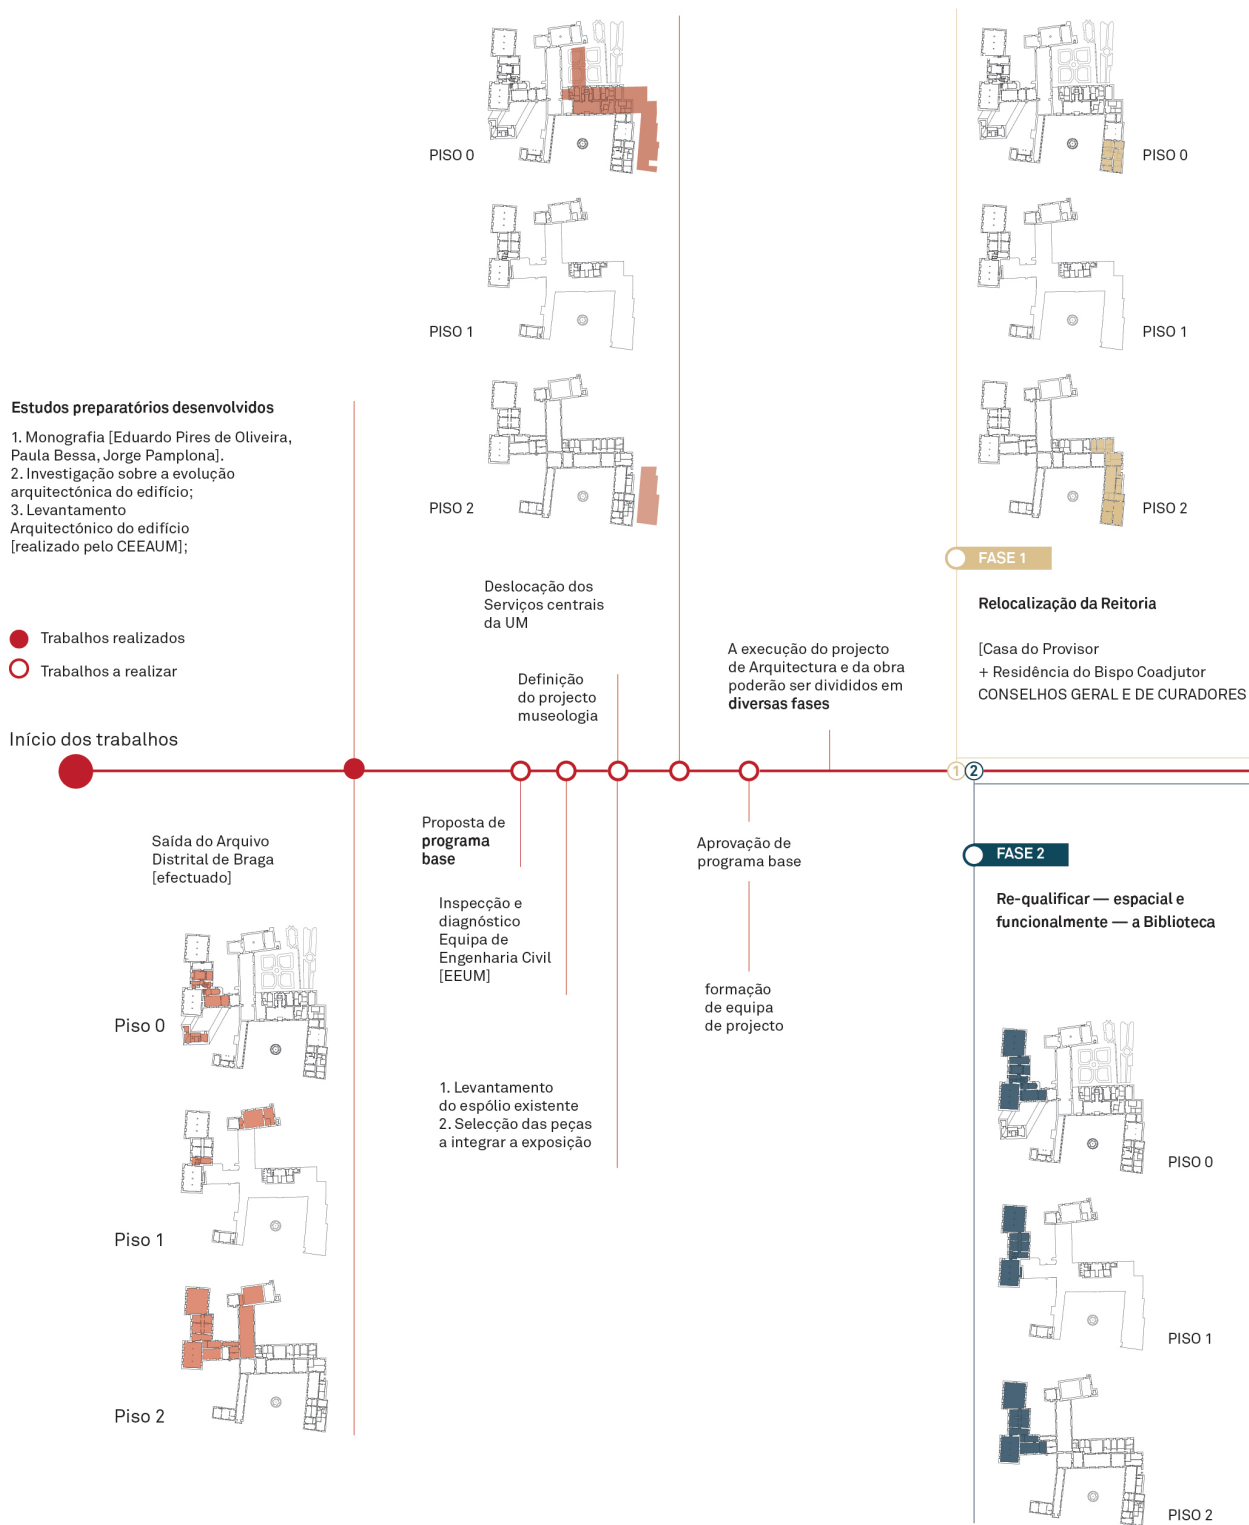 PISO 0
PISO 1
PISO 2
PISO 0
PISO 1
PISO 2
Estudos preparatórios desenvolvidos
1. Monografia [Eduardo Pires de Oliveira,
Paula Bessa, Jorge Pamplona].
2. Investigação sobre a evolução
arquitectónica do edifício;
3. Levantamento
Arquitectónico do edifício
[realizado pelo CEEAUM];
Trabalhos realizados
Trabalhos a realizar
Início dos trabalhos
Deslocação dos
Serviços centrais
da UM
Definição
do projecto
museologia
A execução do projecto
de Arquitectura e da obra
poderão ser divididos em
diversas fases
FASE 1
Relocalização da Reitoria
[Casa do Provisor
+ Residência do Bispo Coadjutor
CONSELHOS GERAL E DE CURADORES
1
2
Saída do Arquivo
Distrital de Braga
[efectuado]
Piso 0
Piso 1
Piso 2
Proposta de
programa
base
Inspecção e
diagnóstico
Equipa de
Engenharia Civil
[EEUM]
1. Levantamento
do espólio existente
2. Selecção das peças
a integrar a exposição
Aprovação de
programa base
formação
de equipa
de projecto
FASE 2
Re-qualificar — espacial e
funcionalmente — a Biblioteca
PISO 0
PISO 1
PISO 2